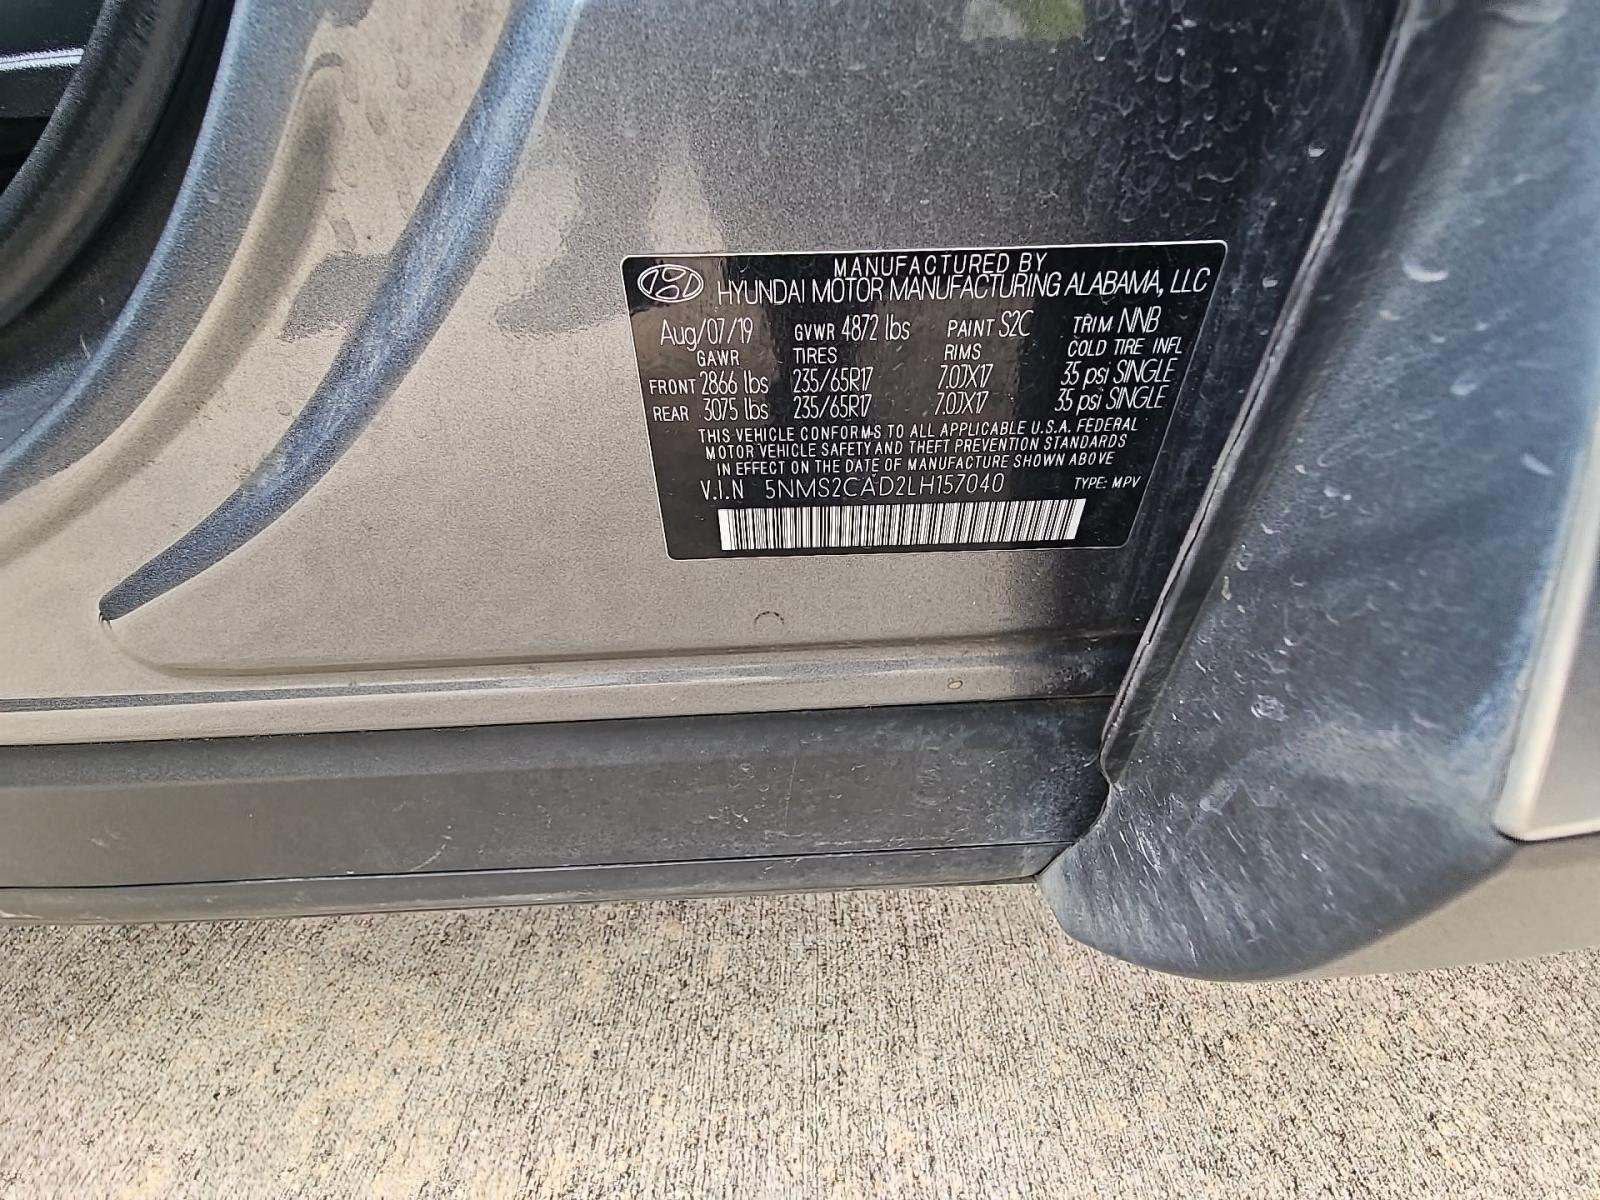 MANUFACTURED BY
HYUNDAI MOTOR MANUFACTURING ALABAMA, LLC
Aug/07/19 GVWR 4872 lbs PAINT S2C TRIM NNB
GAWR TIRES RIMS COLD TIRE INFL
FRONT 2866 lbs 235/65R17 7.0JX17 35 psi SINGLE
REAR 3075 lbs 235/65R17 7.0JX17 35 psi SINGLE
THIS VEHICLE CONFORMS TO ALL APPLICABLE U.S.A. FEDERAL
MOTOR VEHICLE SAFETY AND THEFT PREVENTION STANDARDS
IN EFFECT ON THE DATE OF MANUFACTURE SHOWN ABOVE
V.I.N 5NMS2CAD2LH157040 TYPE: MPV